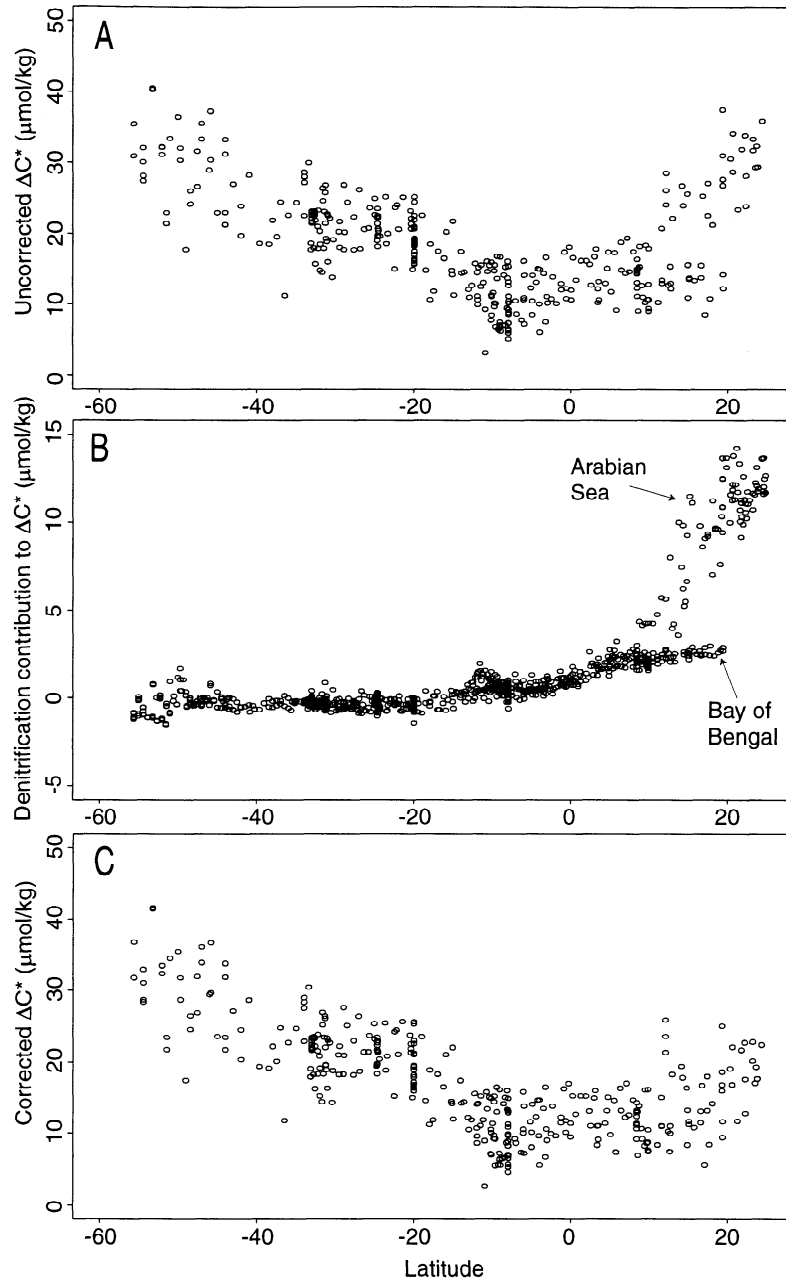 A
Uncorrected ΔC* (μmol/kg)
50
40
30
20
10
0
-60
-40
-20
0
20
B
Denitrification contribution to ΔC* (μmol/kg)
15
10
5
0
-5
Arabian
Sea
Bay of
Bengal
-60
-40
-20
0
20
C
Corrected ΔC* (μmol/kg)
50
40
30
20
10
0
-60
-40
-20
0
20
Latitude